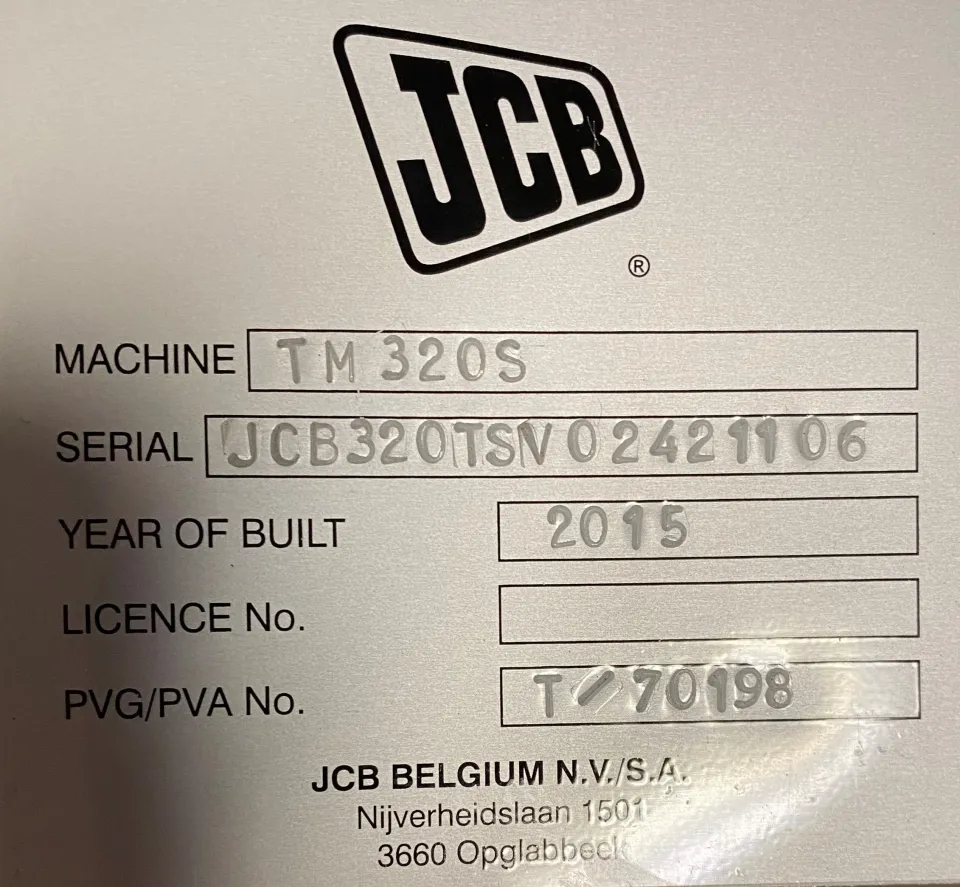 JCB
®
MACHINE TM 320S
SERIAL JCB320TSV02421106
YEAR OF BUILT 2015
LICENCE No.
PVG/PVA No. T/70198
JCB BELGIUM N.V./S.A.
Nijverheidslaan 1501
3660 Opglabbeek